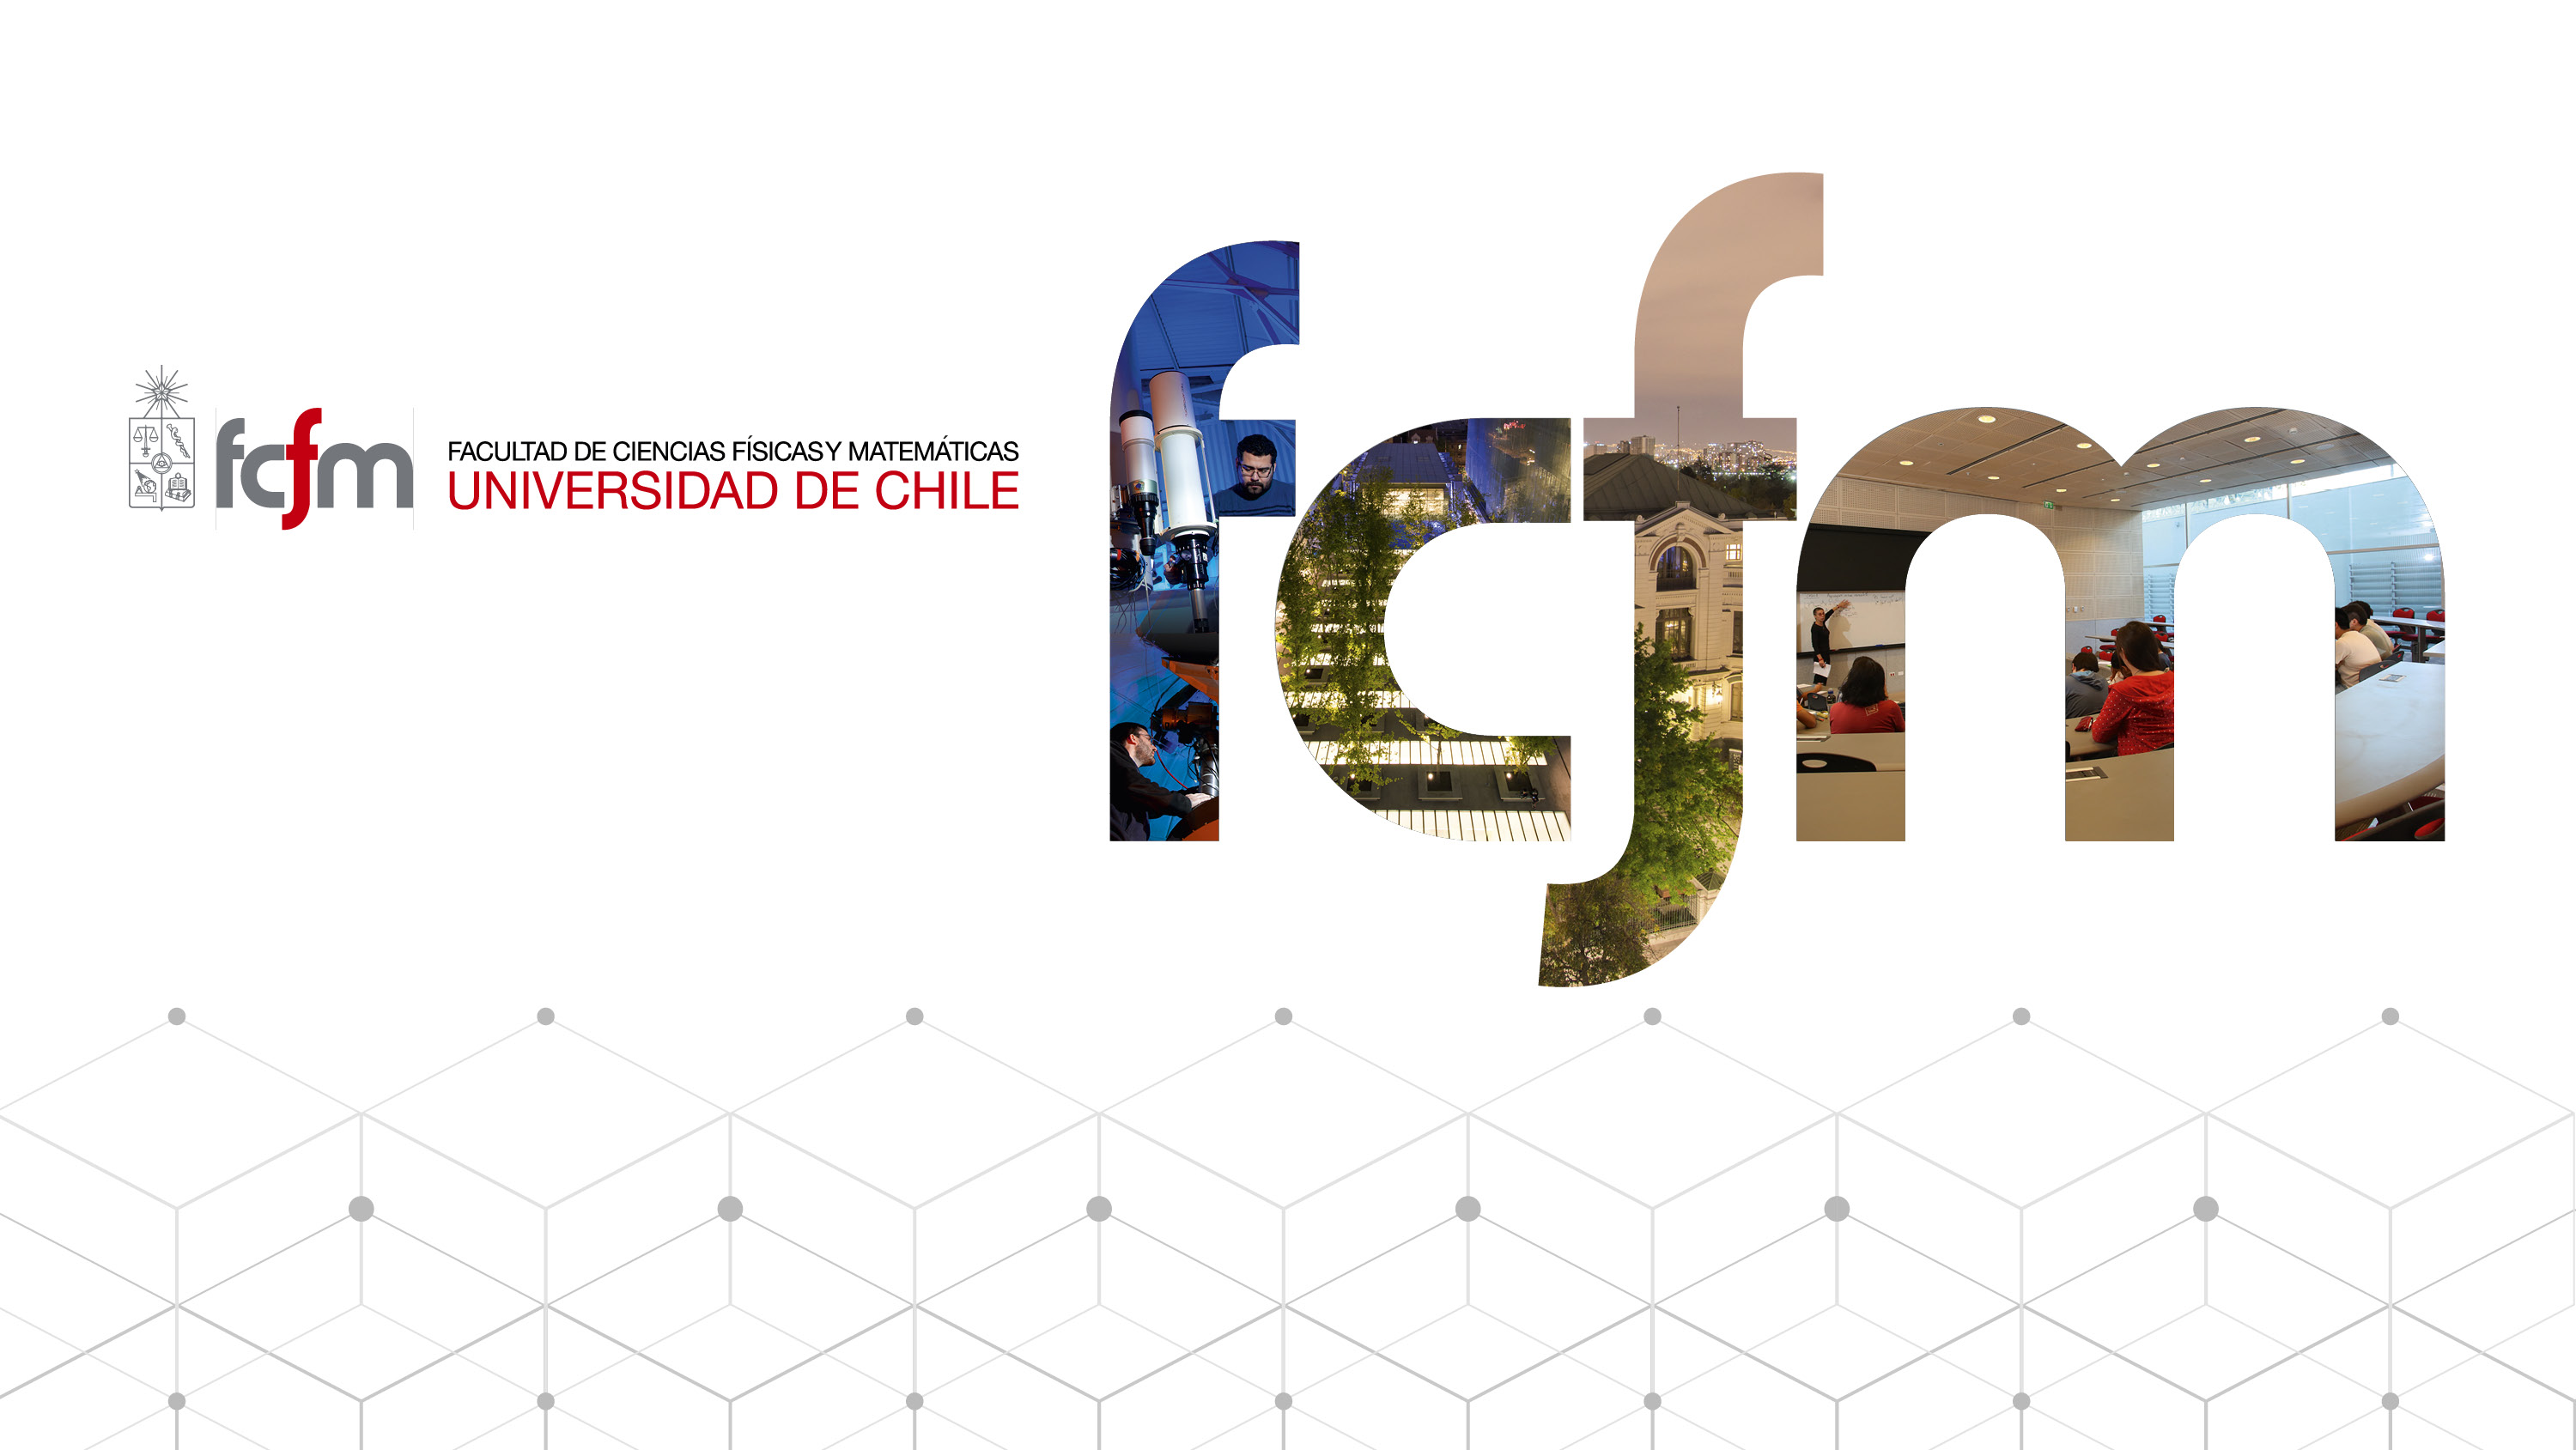 fcfm
FACULTAD DE CIENCIAS FÍSICAS Y MATEMÁTICAS
UNIVERSIDAD DE CHILE
fcfm